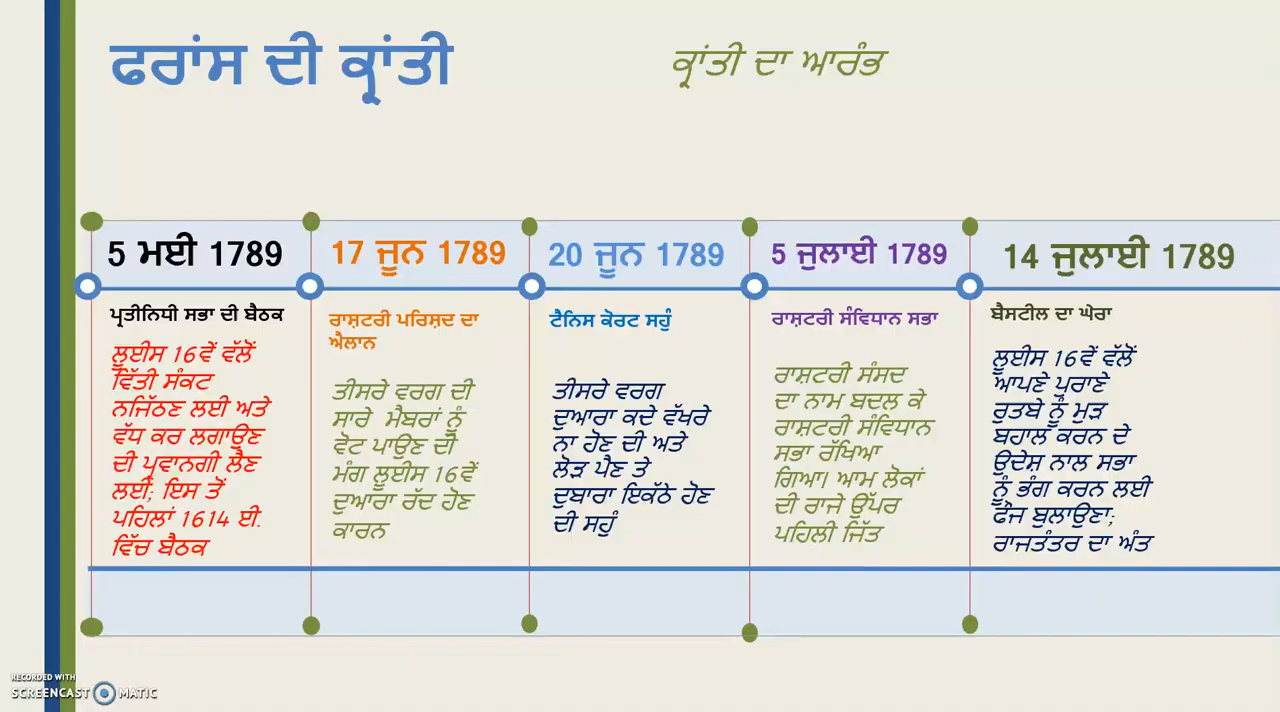 ਫਰਾਂਸ ਦੀ ਕ੍ਰਾਂਤੀ
ਕ੍ਰਾਂਤੀ ਦਾ ਆਰੰਭ
5 ਮਈ 1789
ਪ੍ਰਤੀਨਿਧੀ ਸਭਾ ਦੀ ਬੈਠਕ
ਲੂਈਸ 16ਵੇਂ ਵੱਲੋਂ
ਵਿੱਤੀ ਸੰਕਟ
ਨਜਿੱਠਣ ਲਈ ਅਤੇ
ਵੱਧ ਕਰ ਲਗਾਉਣ
ਦੀ ਪ੍ਰਵਾਨਗੀ ਲੈਣ
ਲਈ; ਇਸ ਤੋਂ
ਪਹਿਲਾਂ 1614 ਈ.
ਵਿੱਚ ਬੈਠਕ
17 ਜੂਨ 1789
ਰਾਸ਼ਟਰੀ ਪਰਿਸ਼ਦ ਦਾ
ਐਲਾਨ
ਤੀਸਰੇ ਵਰਗ ਦੀ
ਸਾਰੇ ਮੈਬਰਾਂ ਨੂੰ
ਵੋਟ ਪਾਉਣ ਦੀ
ਮੰਗ ਲੂਈਸ 16ਵੇਂ
ਦੁਆਰਾ ਰੱਦ ਹੋਣ
ਕਾਰਨ
20 ਜੂਨ 1789
ਟੈਨਿਸ ਕੋਰਟ ਸਹੁੰ
ਤੀਸਰੇ ਵਰਗ
ਦੁਆਰਾ ਕਦੇ ਵੱਖਰੇ
ਨਾ ਹੋਣ ਦੀ ਅਤੇ
ਲੋੜ ਪੈਣ ਤੇ
ਦੁਬਾਰਾ ਇਕੱਠੇ ਹੋਣ
ਦੀ ਸਹੁੰ
5 ਜੁਲਾਈ 1789
ਰਾਸ਼ਟਰੀ ਸੰਵਿਧਾਨ ਸਭਾ
ਰਾਸ਼ਟਰੀ ਸੰਸਦ
ਦਾ ਨਾਮ ਬਦਲ ਕੇ
ਰਾਸ਼ਟਰੀ ਸੰਵਿਧਾਨ
ਸਭਾ ਰੱਖਿਆ
ਗਿਆ। ਆਮ ਲੋਕਾਂ
ਦੀ ਰਾਜੇ ਉੱਪਰ
ਪਹਿਲੀ ਜਿੱਤ
14 ਜੁਲਾਈ 1789
ਬੈਸਟੀਲ ਦਾ ਘੇਰਾ
ਲੂਈਸ 16ਵੇਂ ਵੱਲੋਂ
ਆਪਣੇ ਪੁਰਾਣੇ
ਰੁਤਬੇ ਨੂੰ ਮੁੜ
ਬਹਾਲ ਕਰਨ ਦੇ
ਉਦੇਸ਼ ਨਾਲ ਸਭਾ
ਨੂੰ ਭੰਗ ਕਰਨ ਲਈ
ਫੌਜ ਬੁਲਾਉਣਾ;
ਰਾਜਤੰਤਰ ਦਾ ਅੰਤ
RECORDED WITH
SCREENCAST MATIC